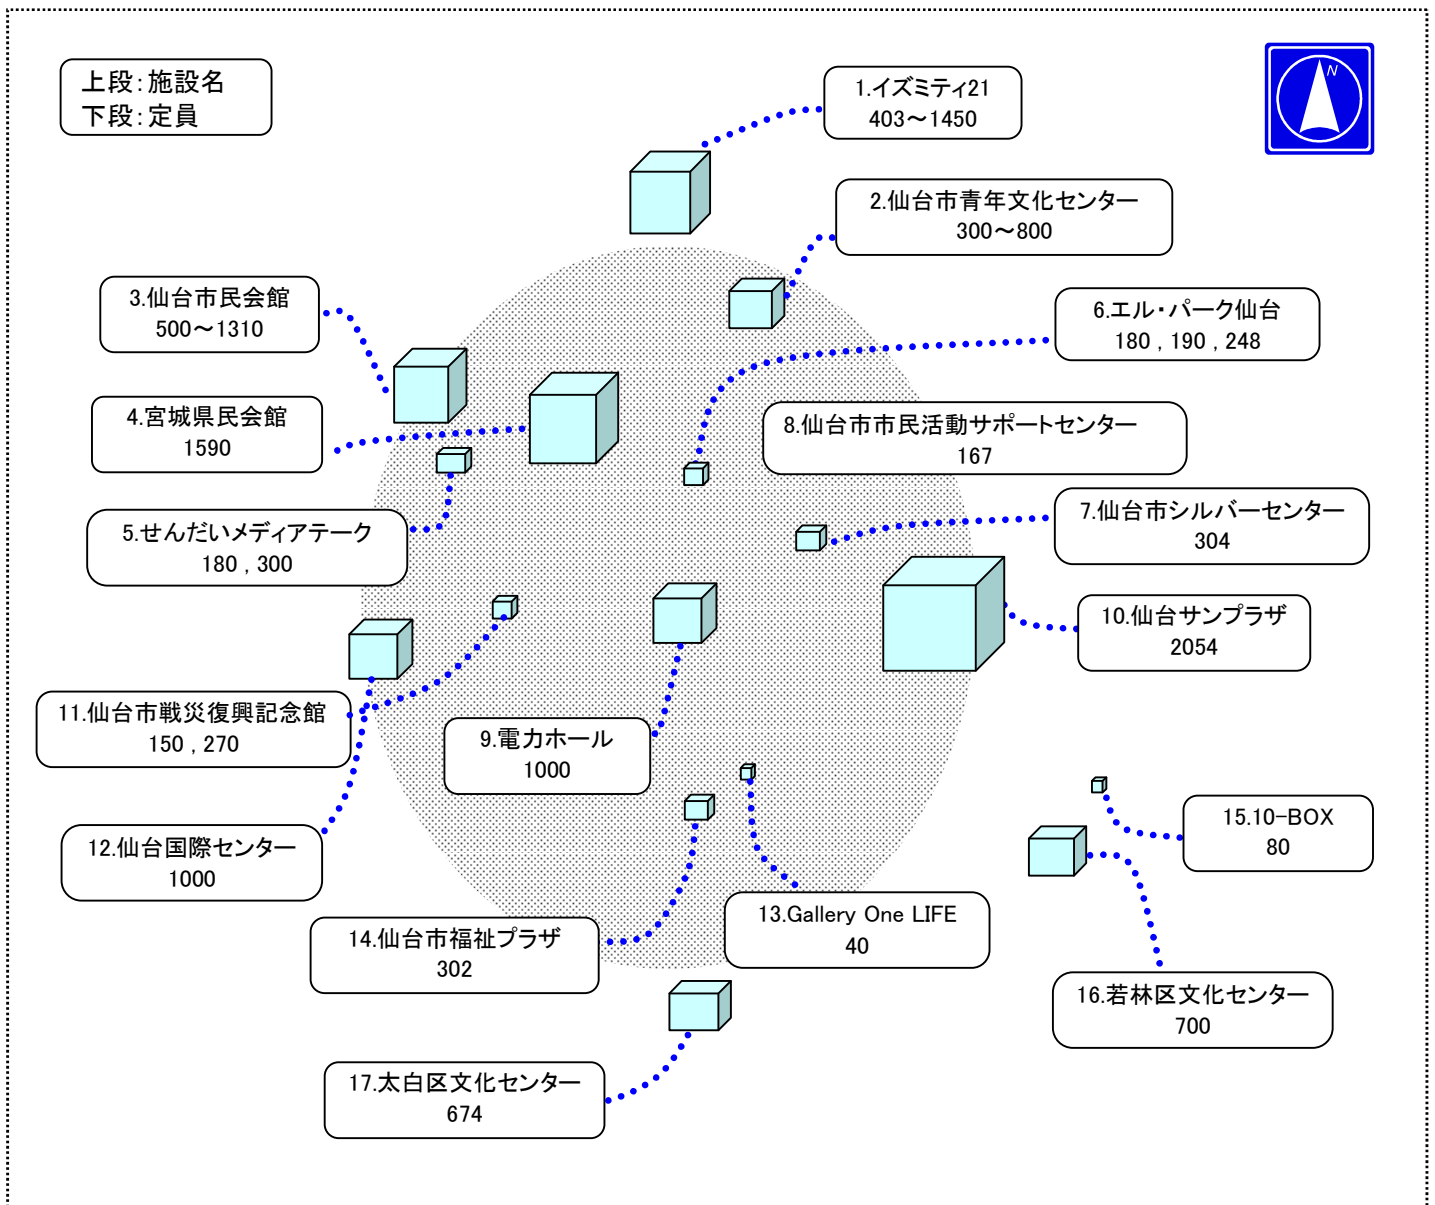 上段：施設名
下段：定員
N
1.イズミティ21
403～1450
2.仙台市青年文化センター
300～800
3.仙台市民会館
500～1310
6.エル・パーク仙台
180 , 190 , 248
4.宮城県民会館
1590
8.仙台市市民活動サポートセンター
167
5.せんだいメディアテーク
180 , 300
7.仙台市シルバーセンター
304
10.仙台サンプラザ
2054
11.仙台市戦災復興記念館
150 , 270
9.電力ホール
1000
12.仙台国際センター
1000
15.10-BOX
80
13.Gallery One LIFE
40
14.仙台市福祉プラザ
302
16.若林区文化センター
700
17.太白区文化センター
674